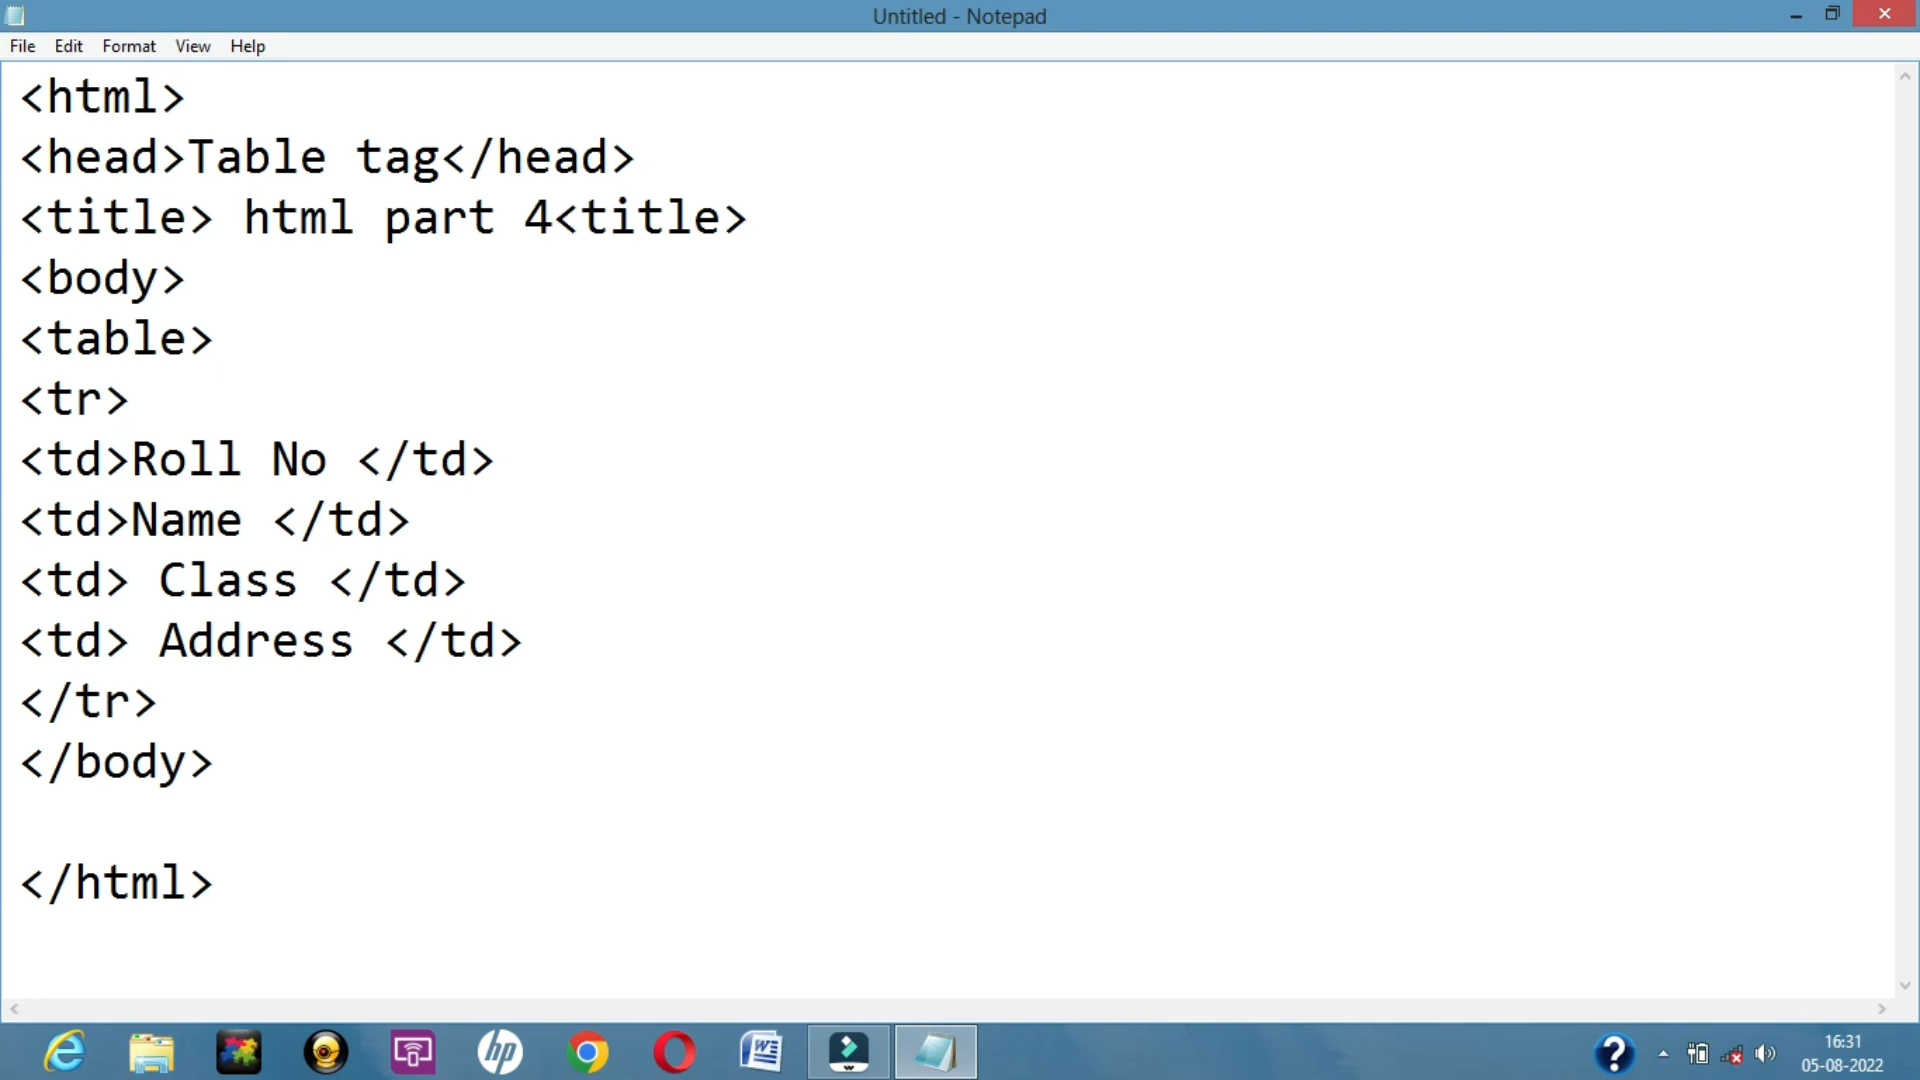 Untitled - Notepad
File Edit Format View Help
<html>
<head>Table tag</head>
<title> html part 4<title>
<body>
<table>
<tr>
<td>Roll No </td>
<td>Name </td>
<td> Class </td>
<td> Address </td>
</tr>
</body>
</html>
16:31
05-08-2022